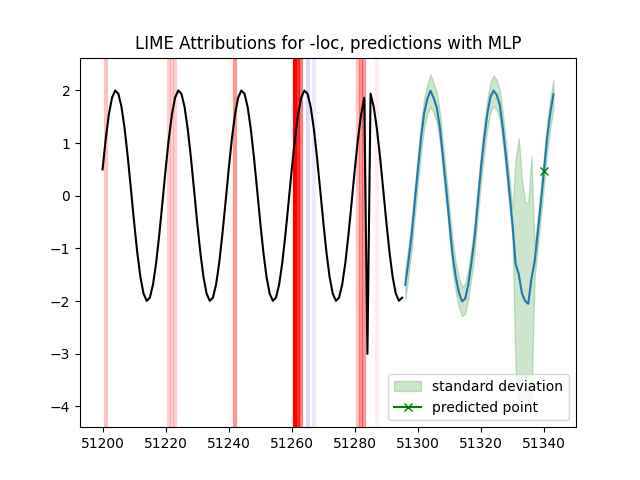 LIME Attributions for -loc, predictions with MLP
2
1
0
−1
−2
−3
−4
standard deviation
predicted point
51200 51220 51240 51260 51280 51300 51320 51340